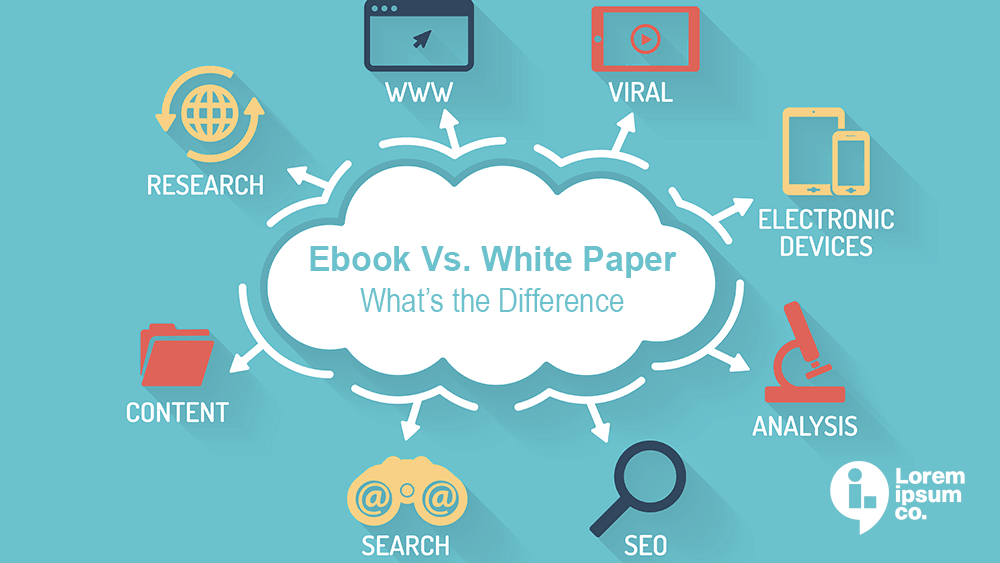 WWW
VIRAL
RESEARCH
ELECTRONIC
DEVICES
Ebook Vs. White Paper
What's the Difference
CONTENT
ANALYSIS
@ @
SEARCH
SEO
Lorem
ipsum
co.